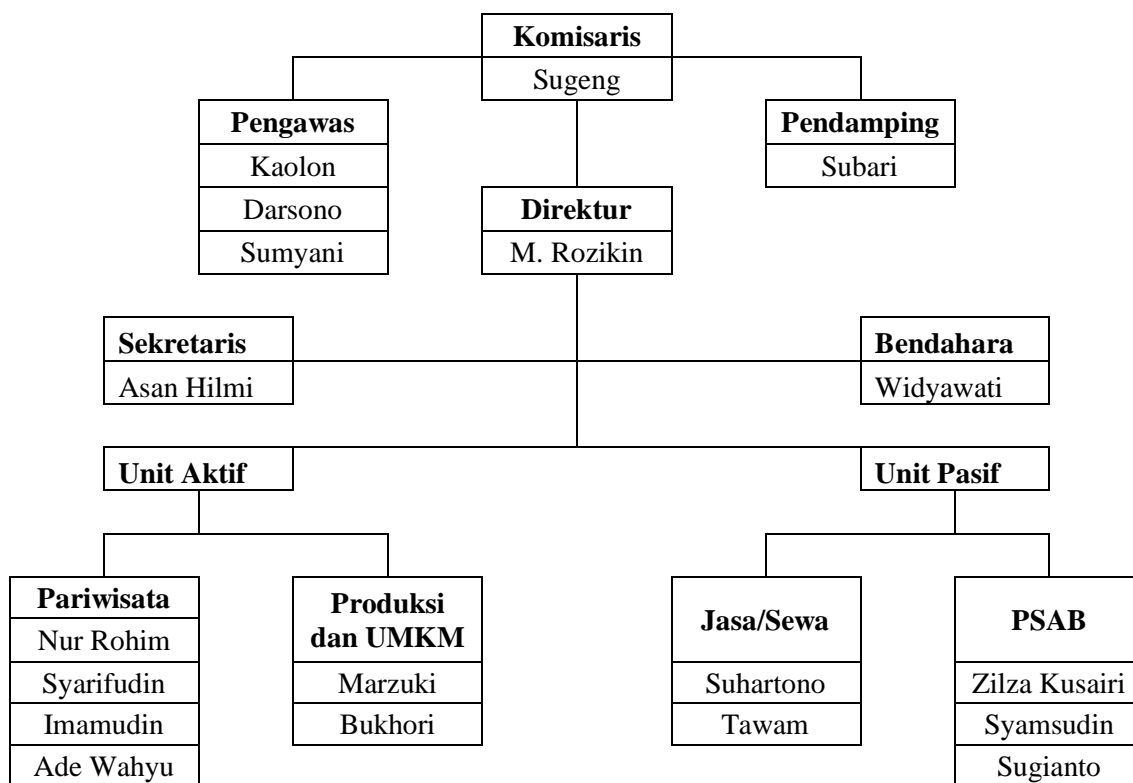 Komisaris
Sugeng
Pengawas
Kaolon
Darsono
Sumyani
Pendamping
Subari
Direktur
M. Rozikin
Sekretaris
Asan Hilmi
Bendahara
Widyawati
Unit Aktif
Unit Pasif
Pariwisata
Nur Rohim
Syarifudin
Imamudin
Ade Wahyu
Produksi
dan UMKM
Marzuki
Bukhori
Jasa/Sewa
Suhartono
Tawam
PSAB
Zilza Kusairi
Syamsudin
Sugianto